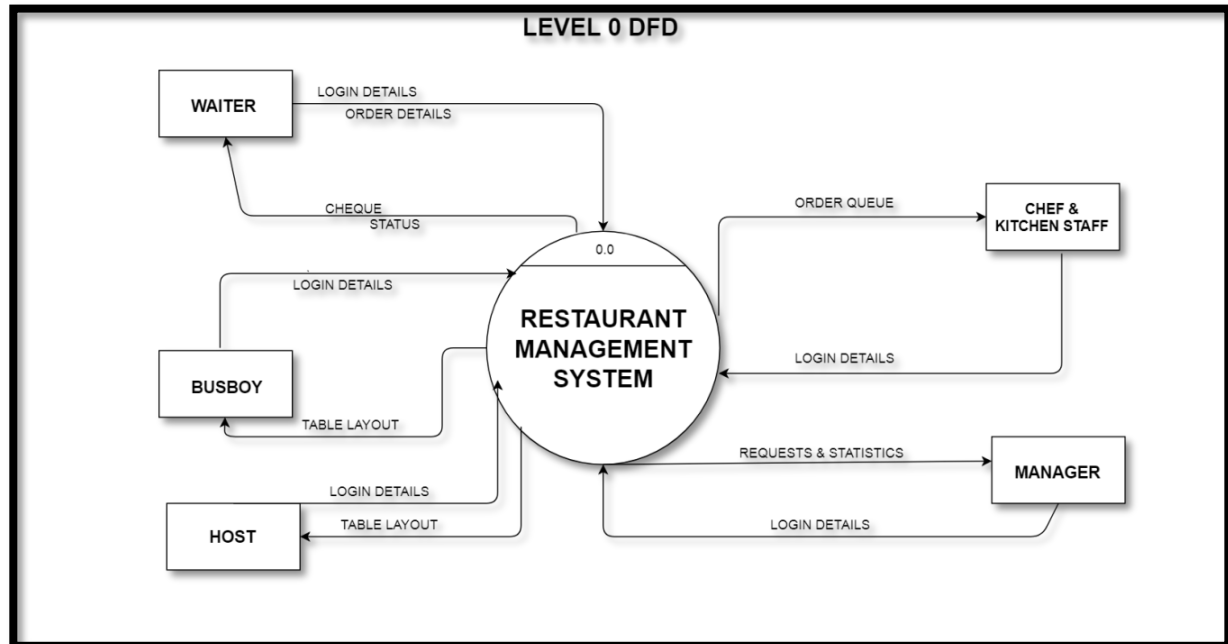 LEVEL 0 DFD
WAITER
LOGIN DETAILS
ORDER DETAILS
CHEQUE
STATUS
0.0
RESTAURANT
MANAGEMENT
SYSTEM
ORDER QUEUE
CHEF &
KITCHEN STAFF
LOGIN DETAILS
LOGIN DETAILS
BUSBOY
TABLE LAYOUT
REQUESTS & STATISTICS
MANAGER
LOGIN DETAILS
LOGIN DETAILS
TABLE LAYOUT
HOST